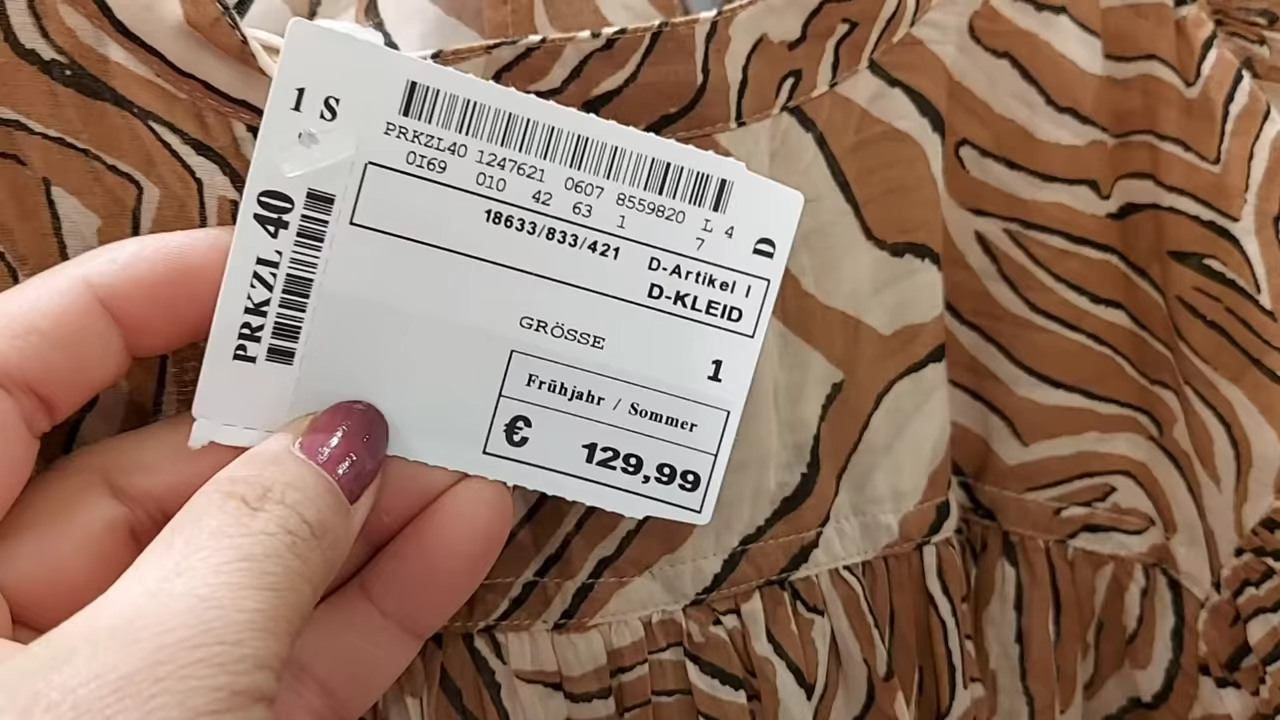 1 S
PRKZL 40
PRKZL40 1247621 0607 8559820 L 4
0I69 010 42 63 1 7
D
18633/833/421 D-Artikel I
D-KLEID
GRÖSSE 1
Frühjahr / Sommer
€ 129,99